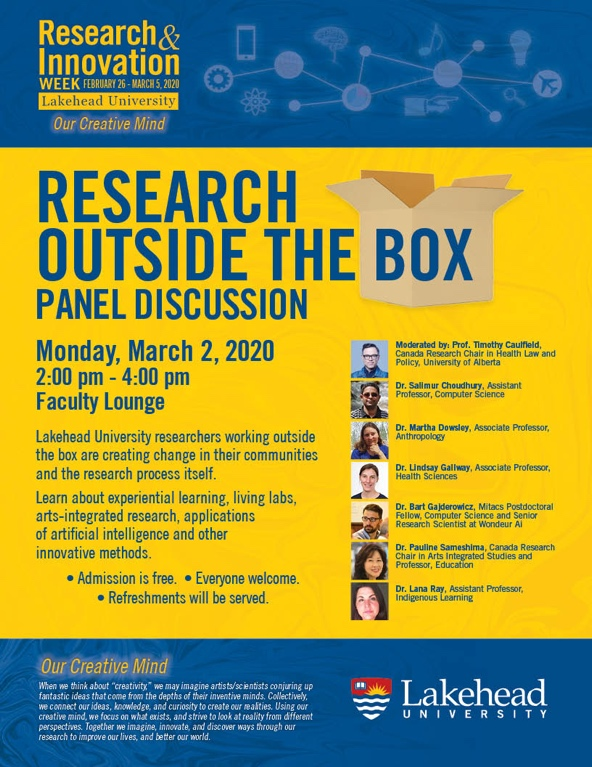 Research &
Innovation
WEEK FEBRUARY 26 - MARCH 5, 2020
Lakehead University
Our Creative Mind
RESEARCH
OUTSIDE THE BOX
PANEL DISCUSSION
Monday, March 2, 2020
2:00 pm - 4:00 pm
Faculty Lounge
Lakehead University researchers working outside
the box are creating change in their communities
and the research process itself.
Learn about experiential learning, living labs,
arts-integrated research, applications
of artificial intelligence and other
innovative methods.
• Admission is free. • Everyone welcome.
• Refreshments will be served.
Moderated by: Prof. Timothy Caulfield,
Canada Research Chair in Health Law and
Policy, University of Alberta
Dr. Salimur Choudhury, Assistant
Professor, Computer Science
Dr. Martha Dowsley, Associate Professor,
Anthropology
Dr. Lindsay Galway, Associate Professor,
Health Sciences
Dr. Bart Gajderowicz, Mitacs Postdoctoral
Fellow, Computer Science and Senior
Research Scientist at Wondeur AI
Dr. Pauline Sameshima, Canada Research
Chair in Arts Integrated Studies and
Professor, Education
Dr. Lana Ray, Assistant Professor,
Indigenous Learning
Our Creative Mind
When we think about “creativity,” we may imagine artists/scientists conjuring up
fantastic ideas that come from the depths of their inventive minds. Collectively,
we connect our ideas, knowledge, and curiosity to create our realities. Using our
creative mind, we focus on what exists, and strive to look at reality from different
perspectives. Together we imagine, innovate, and discover ways through our
research to improve our lives, and better our world.
Lakehead
UNIVERSITY